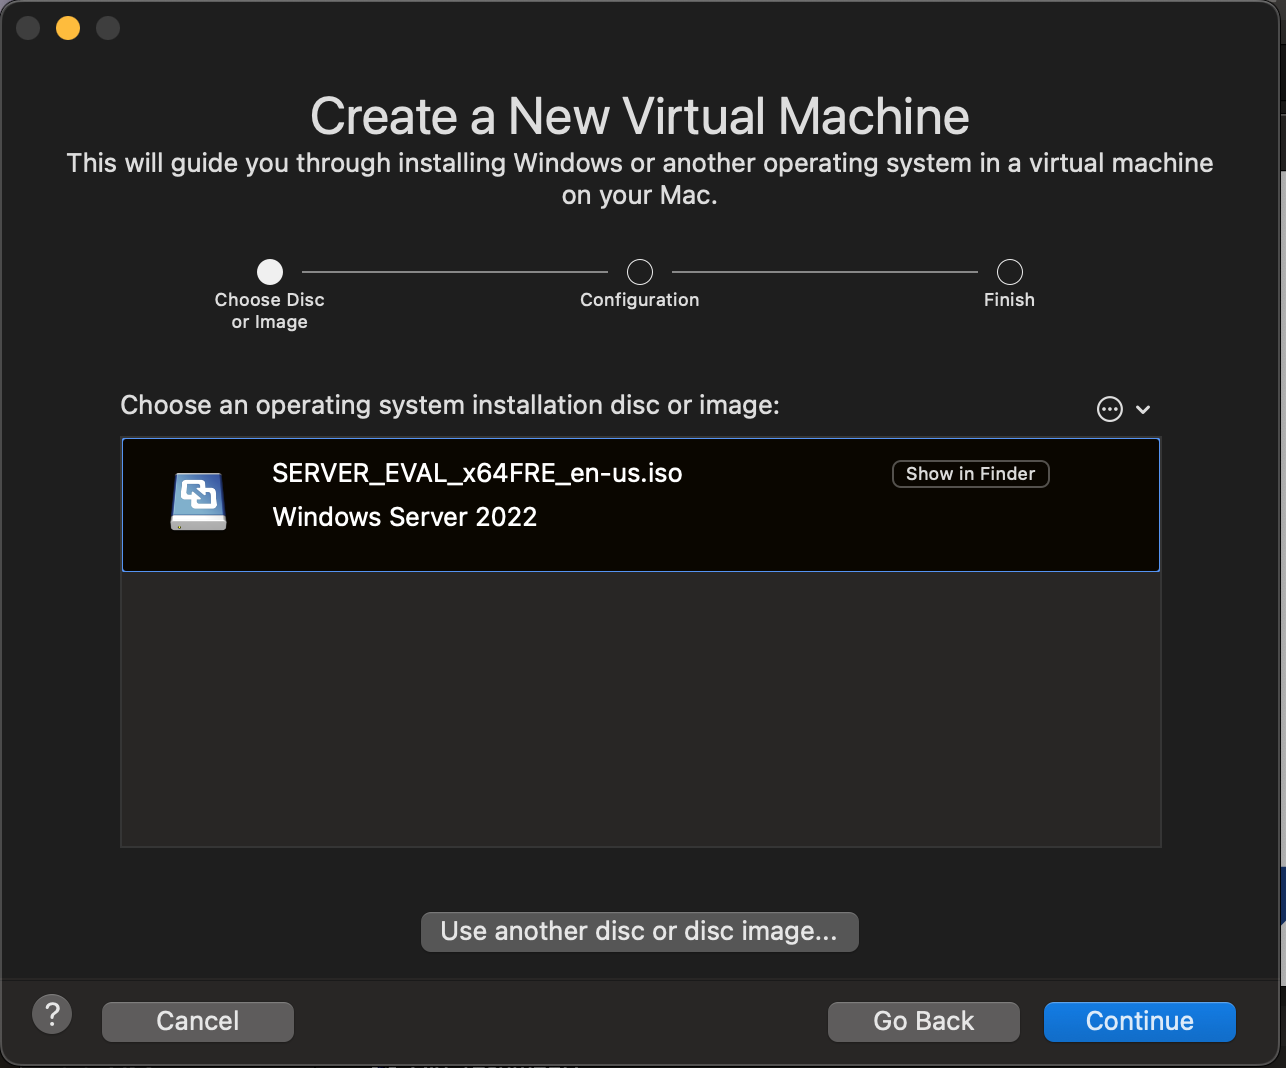 Create a New Virtual Machine
This will guide you through installing Windows or another operating system in a virtual machine
on your Mac.
Choose Disc
or Image
Configuration
Finish
Choose an operating system installation disc or image:
SERVER_EVAL_x64FRE_en-us.iso
Show in Finder
Windows Server 2022
Use another disc or disc image...
?
Cancel
Go Back
Continue